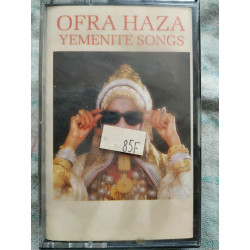 OFRA HAZA
YEMENITE SONGS
85F